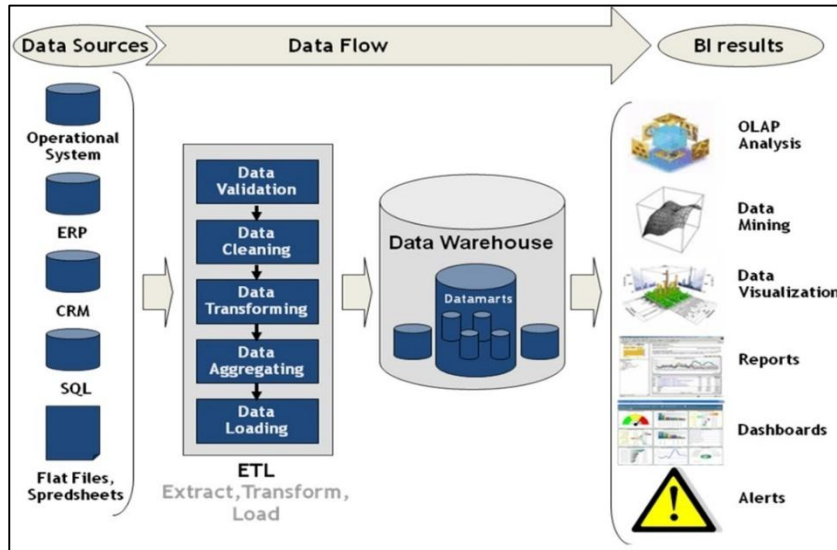 Data Sources
Data Flow
BI results
Operational
System
ERP
CRM
SQL
Flat Files,
Spredsheets
Data
Validation
Data
Cleaning
Data
Transforming
Data
Aggregating
Data
Loading
ETL
Extract,Transform,
Load
Data Warehouse
Datamarts
OLAP
Analysis
Data
Mining
Data
Visualization
Reports
Dashboards
Alerts